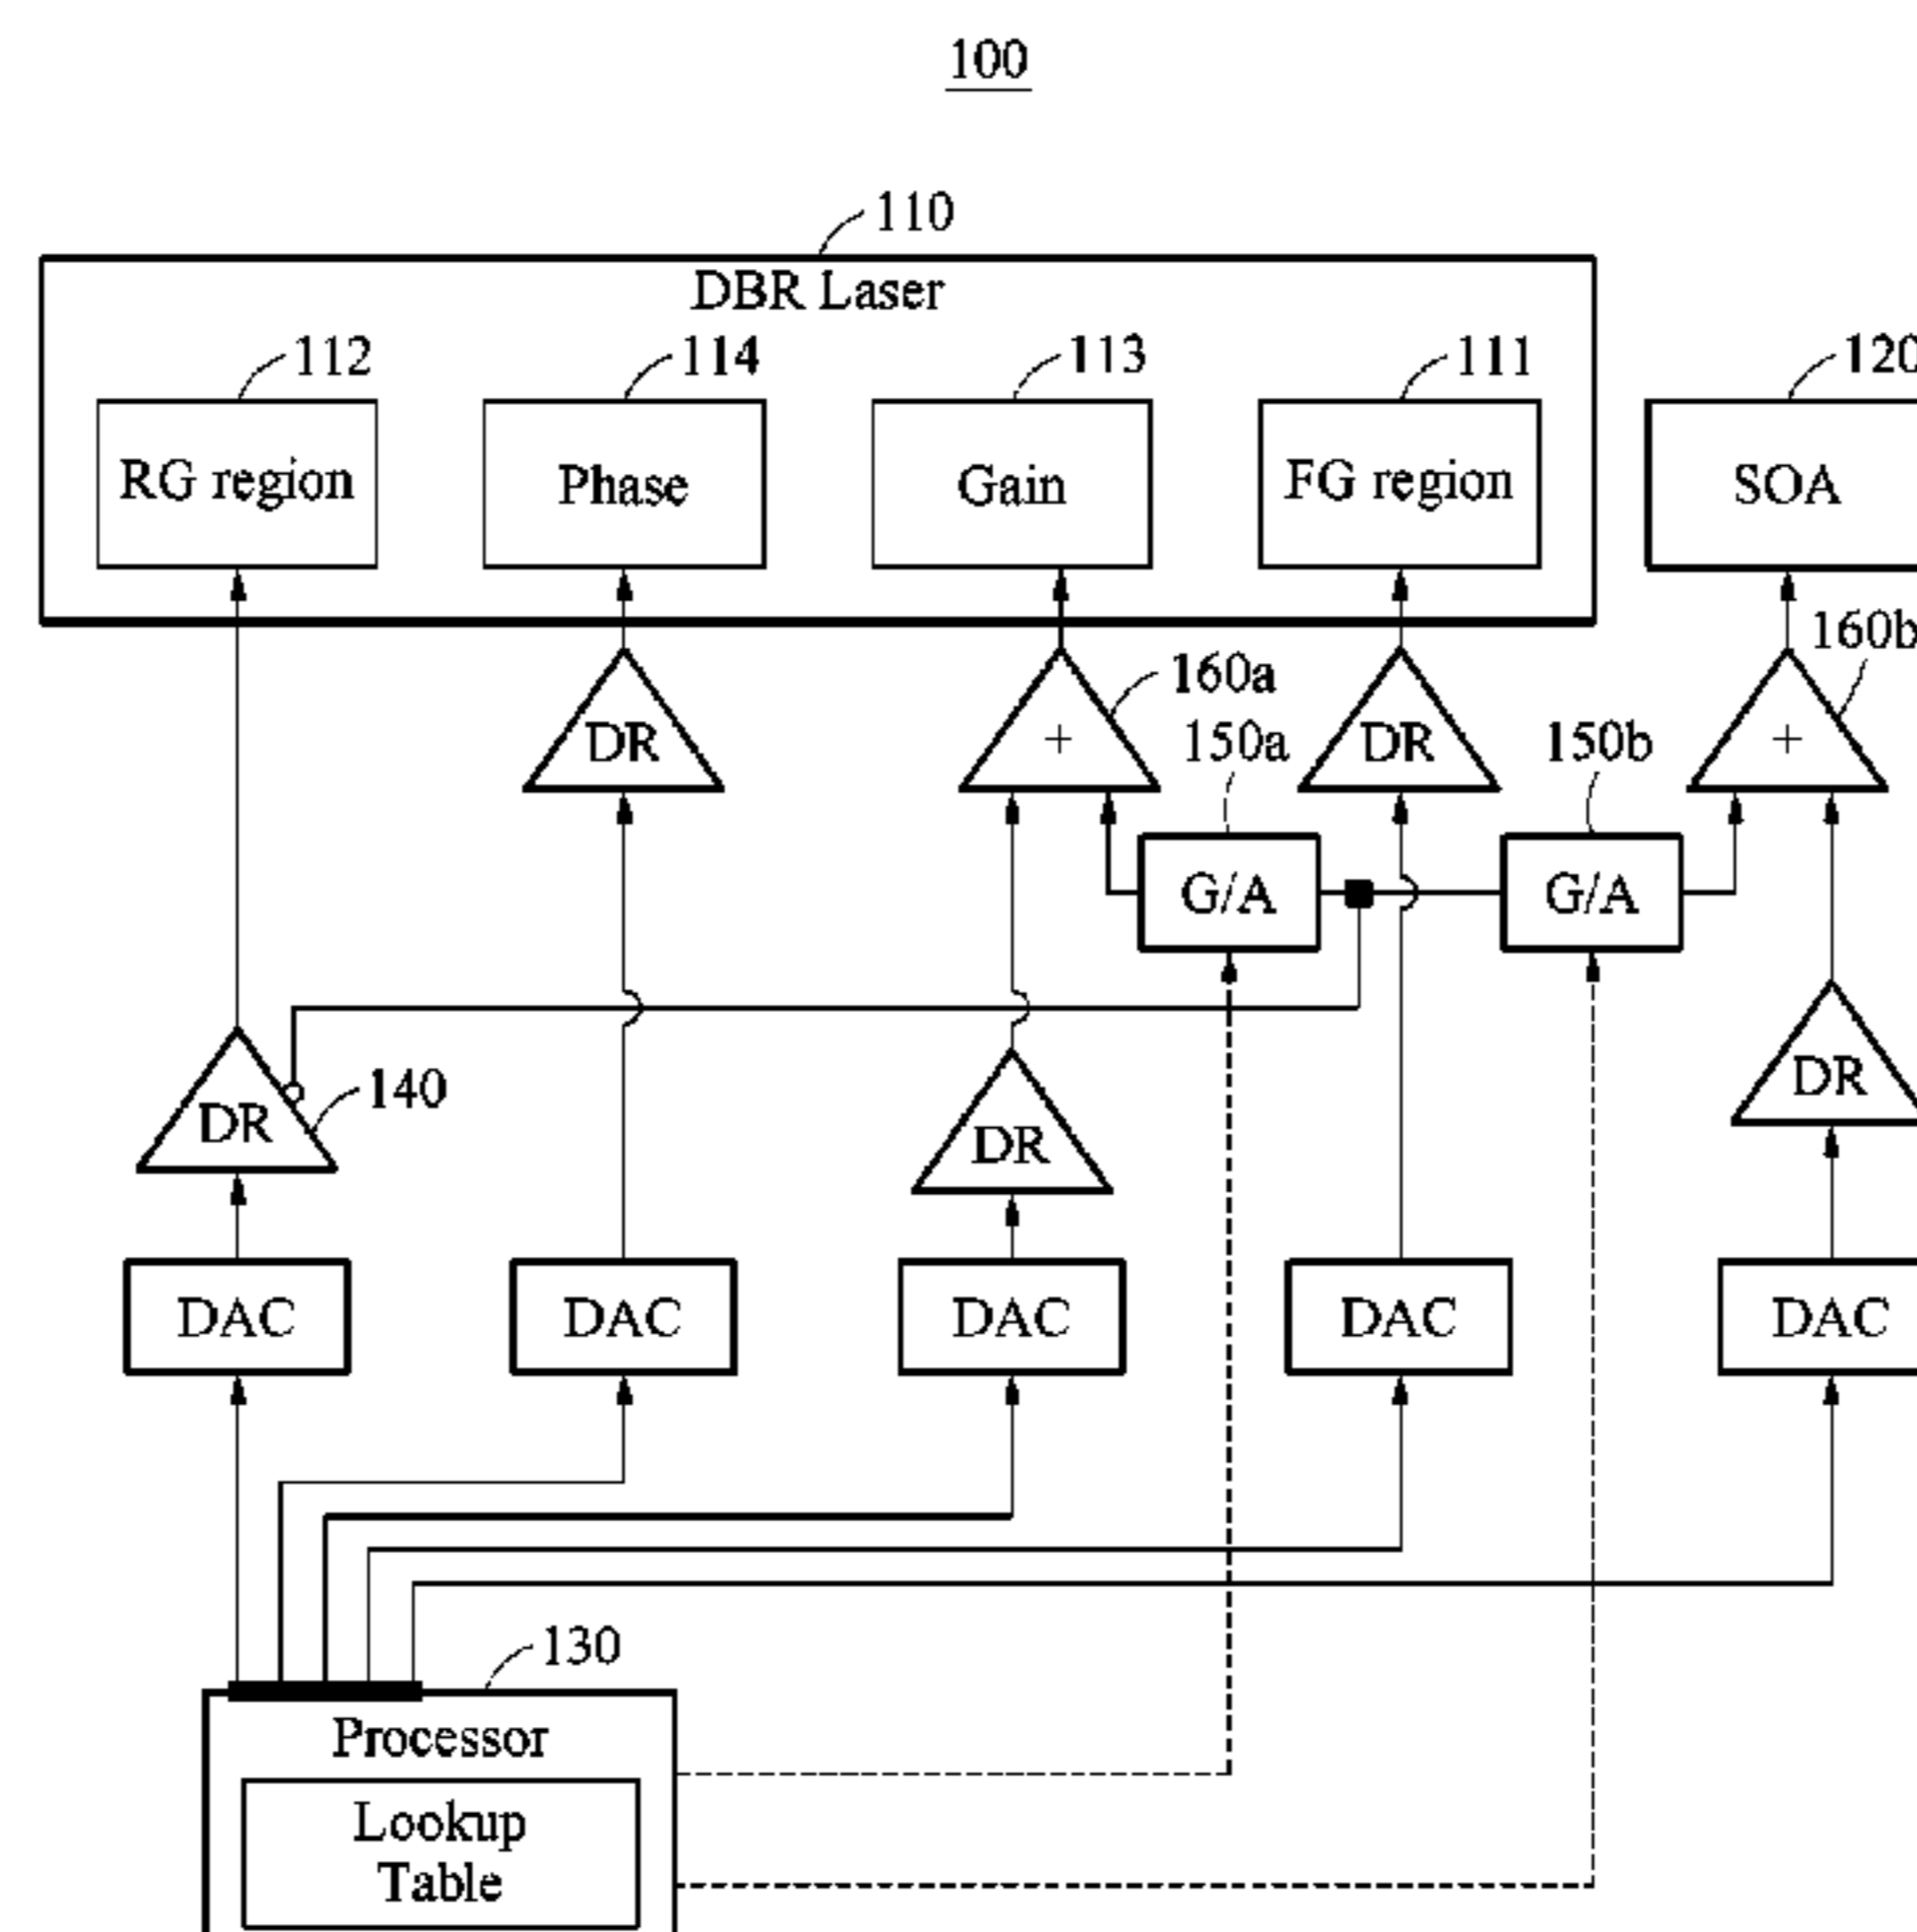 100
110
DBR Laser
112
114
113
111
120
RG region
Phase
Gain
FG region
SOA
160b
160a
DR
+
150a
DR
150b
+
G/A
G/A
140
DR
DR
DR
DAC
DAC
DAC
DAC
DAC
130
Processor
Lookup
Table